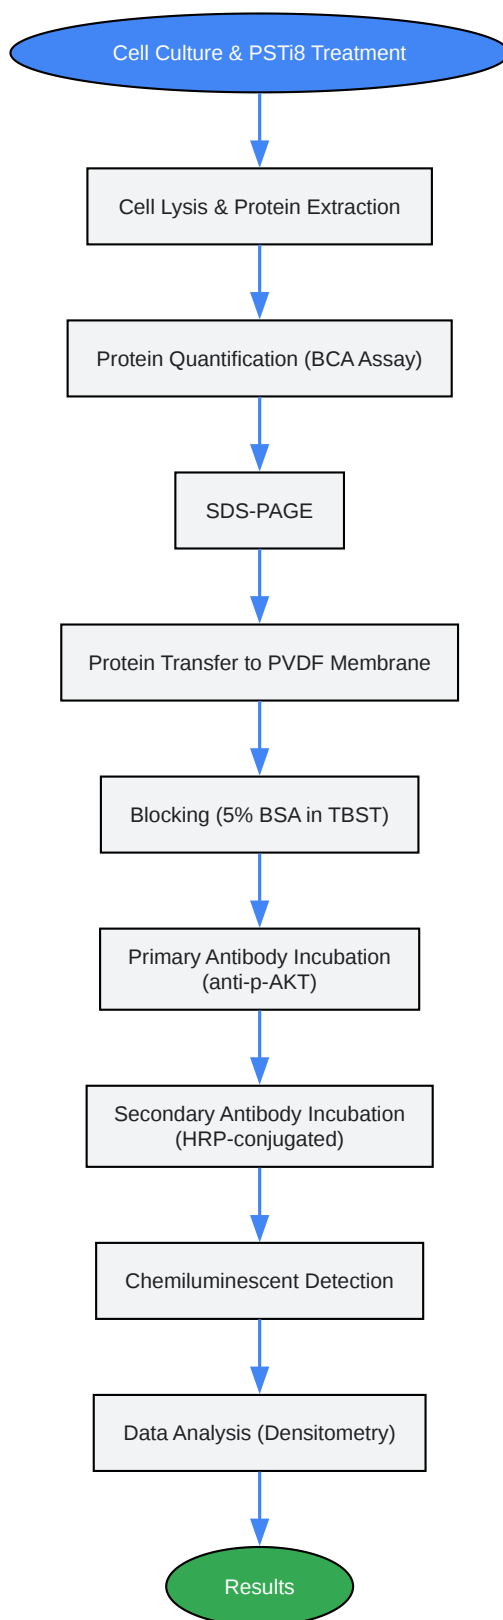 Cell Culture & PSTi8 Treatment
Cell Lysis & Protein Extraction
Protein Quantification (BCA Assay)
SDS-PAGE
Protein Transfer to PVDF Membrane
Blocking (5% BSA in TBST)
Primary Antibody Incubation
(anti-p-AKT)
Secondary Antibody Incubation
(HRP-conjugated)
Chemiluminescent Detection
Data Analysis (Densitometry)
Results